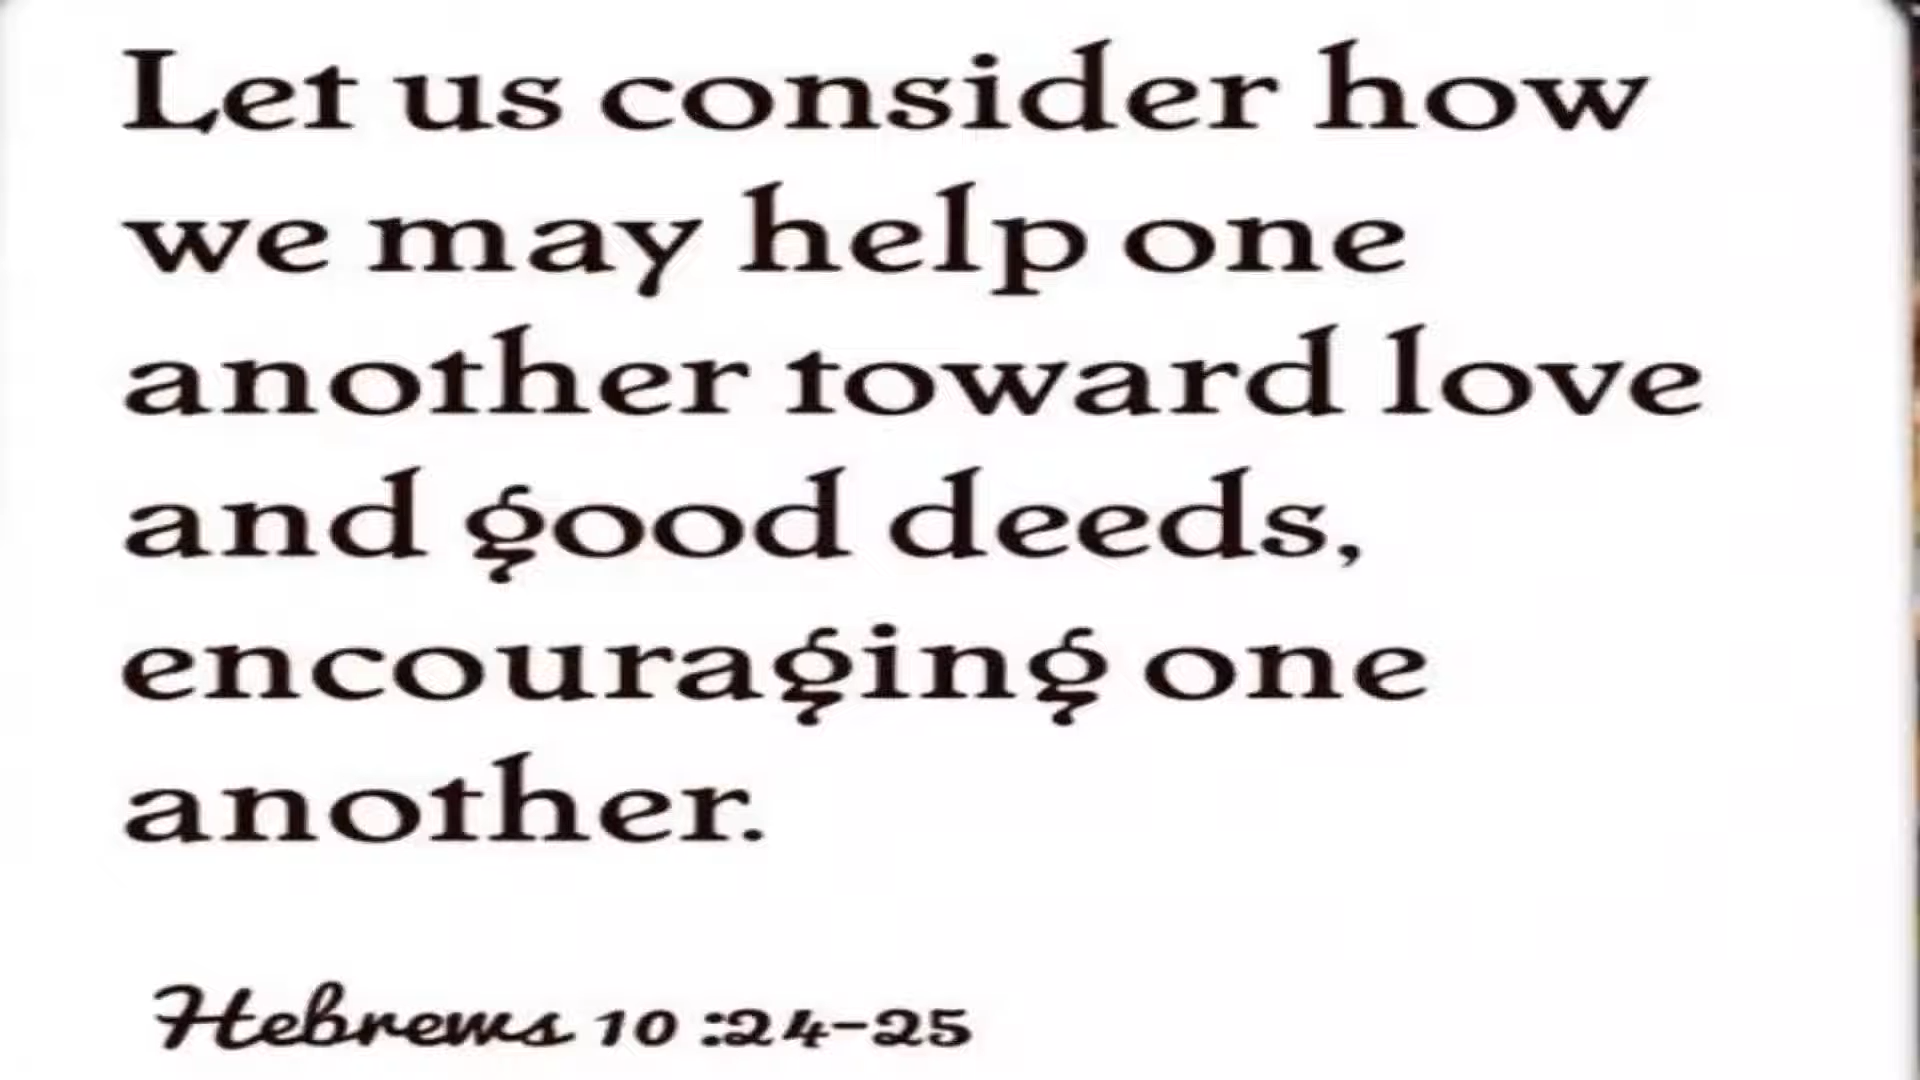 Let us consider how
we may help one
another toward love
and good deeds,
encouraging one
another.
Hebrews 10 :24-25